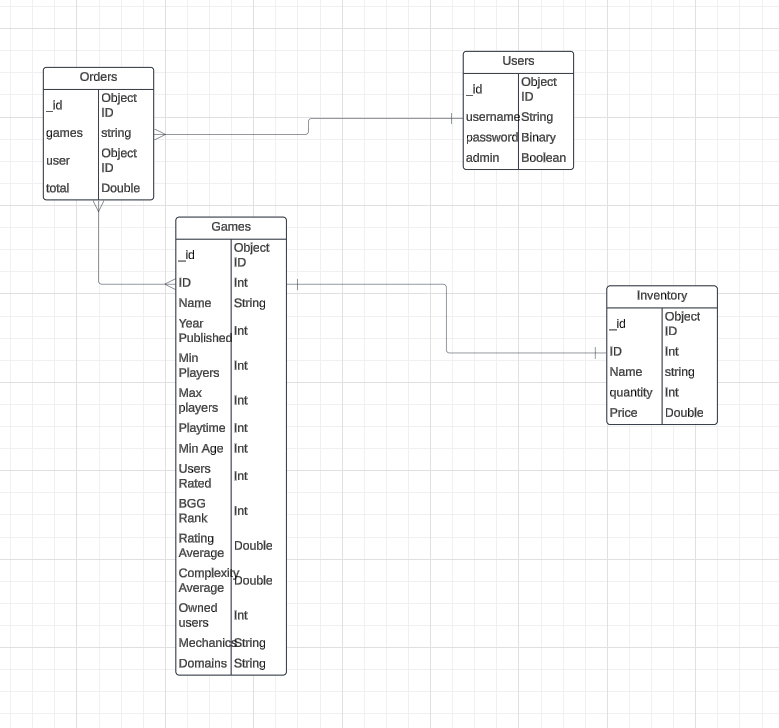 Orders
_id Object
ID
games string
user Object
ID
total Double
Users
_id Object
ID
username String
password Binary
admin Boolean
Games
_id Object
ID
ID Int
Name String
Year
Published Int
Min
Players Int
Max
players Int
Playtime Int
Min Age Int
Users
Rated Int
BGG
Rank Int
Rating
Average Double
Complexity
Average Double
Owned
users Int
Mechanics String
Domains String
Inventory
_id Object
ID
ID Int
Name string
quantity Int
Price Double